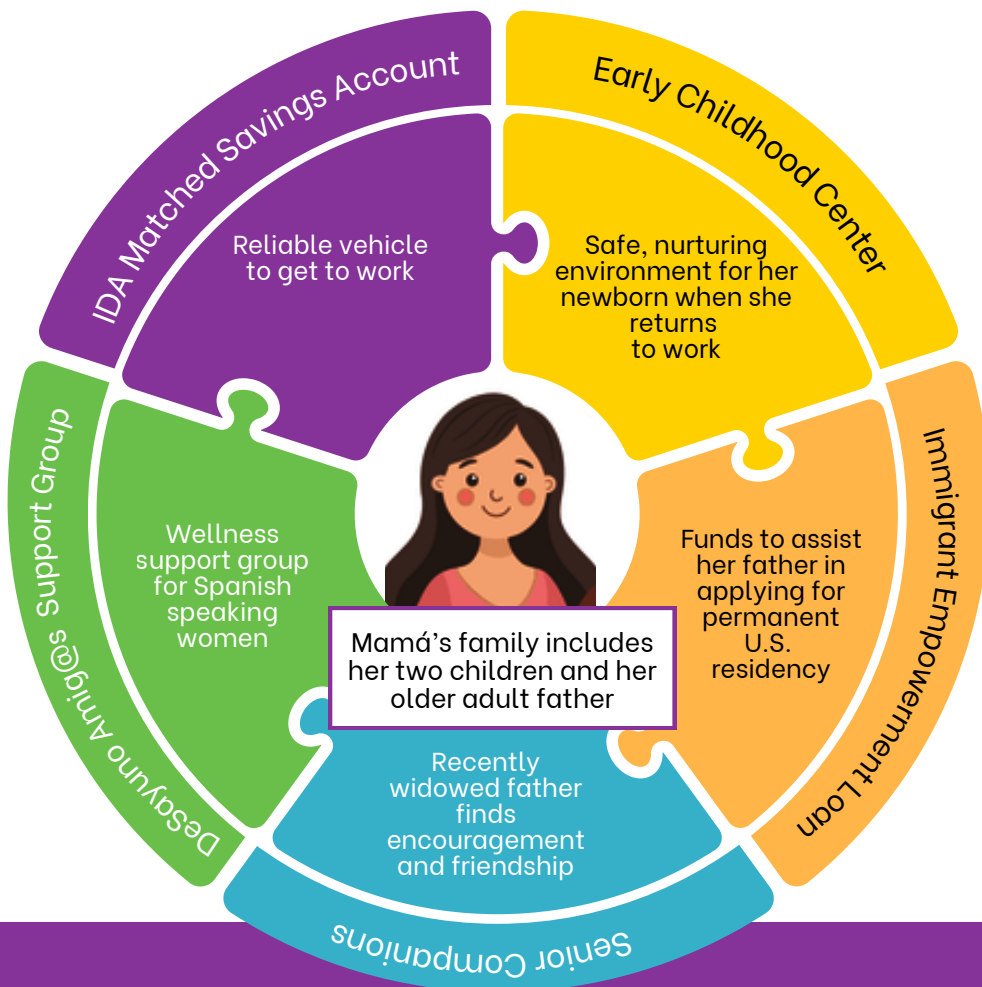 IDA Matched Savings Account
Reliable vehicle
to get to work
Early Childhood Center
Safe, nurturing
environment for her
newborn when she
returns
to work
Immigrant Empowerment Loan
Funds to assist
her father in
applying for
permanent
U.S.
residency
Senior Companions
Recently
widowed father
finds
encouragement
and friendship
DeSayuno Amig@s Support Group
Wellness
support group
for Spanish
speaking
women
Mamá's family includes
her two children and her
older adult father